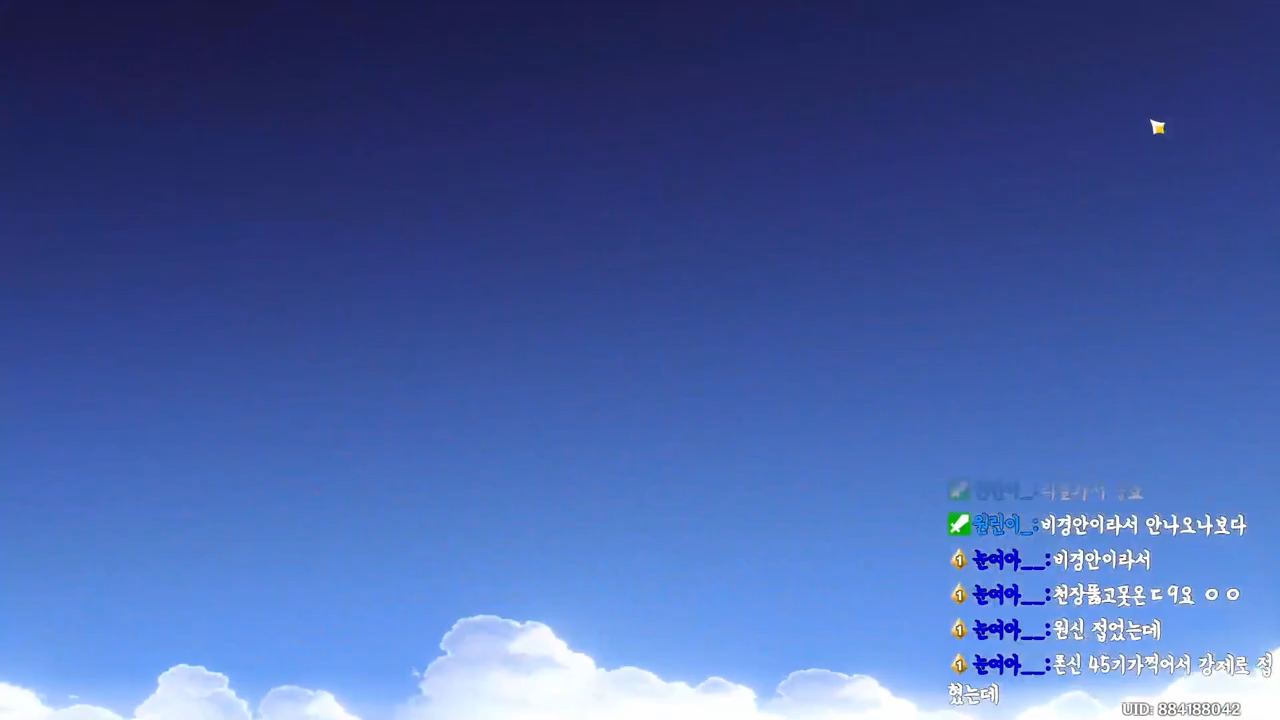 원린이_:비경안이라서 안나오나보다
눈여아__:비경안이라서
눈여아__:천장뚫고못온ㄷ9요 ㅇㅇ
눈여아__:원신 접었는데
눈여아__:폰신 45기가찍어서 강제로 접
혔는데
UID: 884188042